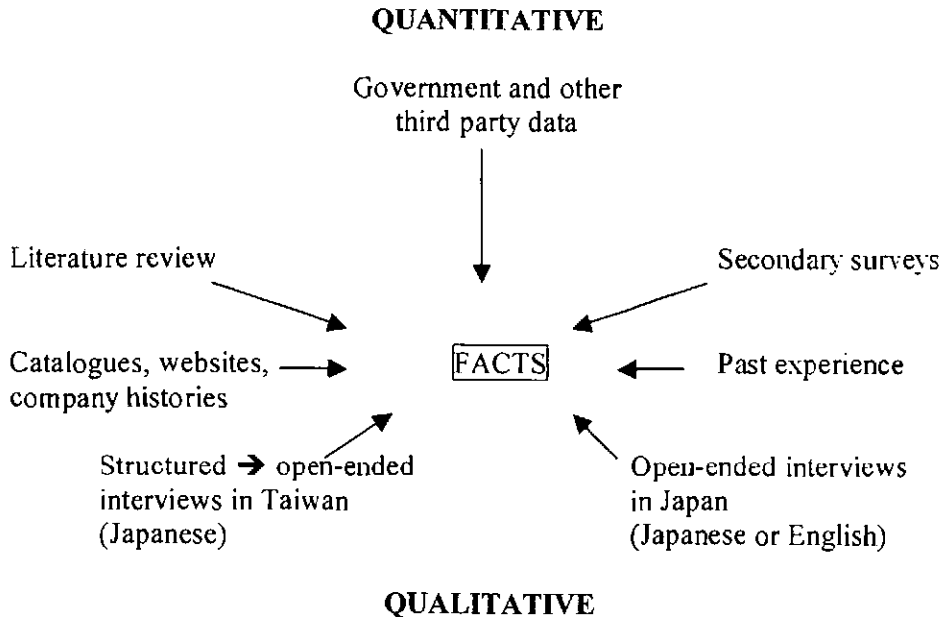 QUANTITATIVE
Government and other
third party data
Literature review
Secondary surveys
Catalogues, websites,
company histories
FACTS
Past experience
Structured ➔ open-ended
interviews in Taiwan
(Japanese)
Open-ended interviews
in Japan
(Japanese or English)
QUALITATIVE